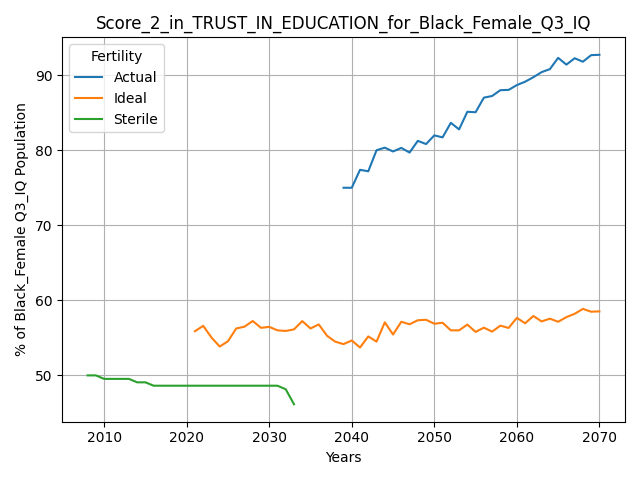 Score_2_in_TRUST_IN_EDUCATION_for_Black_Female_Q3_IQ
Fertility
Actual
Ideal
Sterile
% of Black_Female Q3_IQ Population
90
80
70
60
50
2010 2020 2030 2040 2050 2060 2070
Years